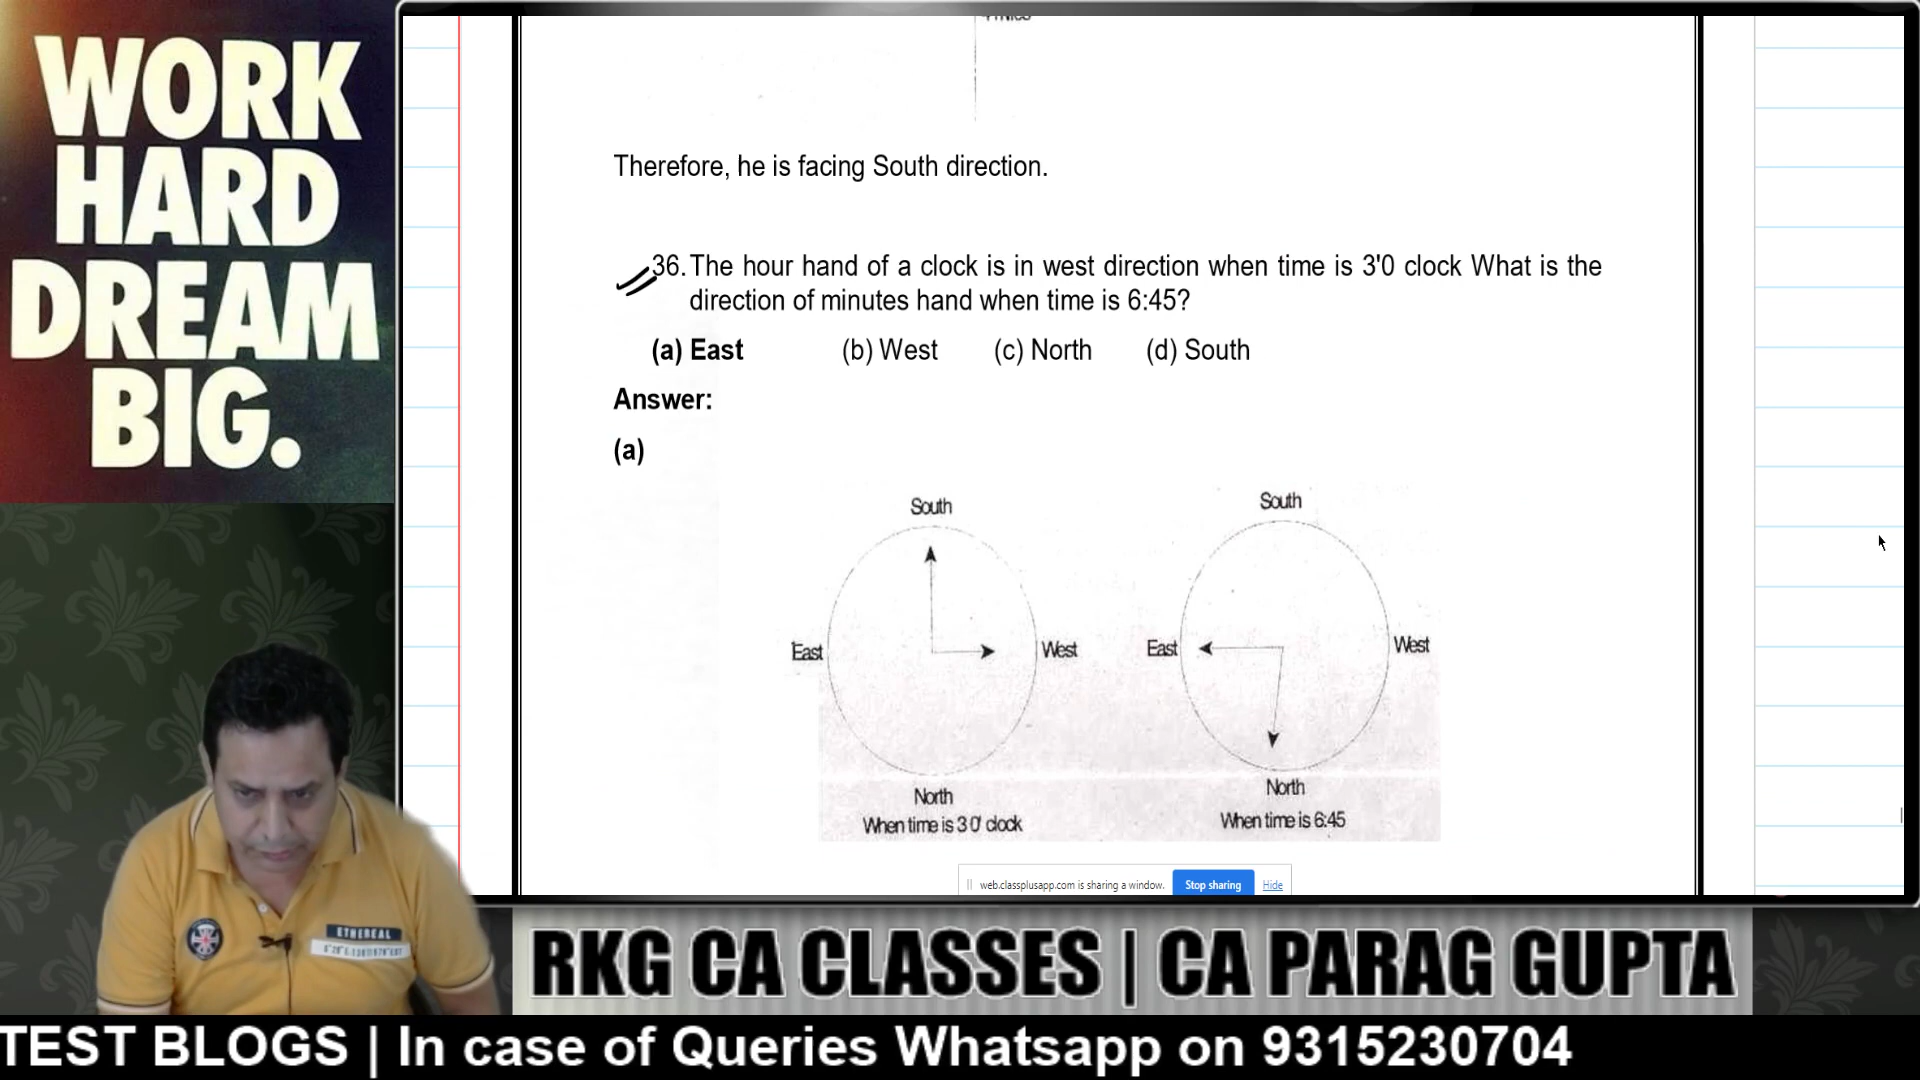 WORK
HARD
DREAM
BIG.
Therefore, he is facing South direction.
36. The hour hand of a clock is in west direction when time is 3'0 clock What is the
direction of minutes hand when time is 6:45?
(a) East (b) West (c) North (d) South
Answer:
(a)
South
East
West
North
When time is 3 0' clock
South
East
West
North
When time is 6:45
web.classplusapp.com is sharing a window. Stop sharing Hide
ETHEREAL
RKG CA CLASSES | CA PARAG GUPTA
TEST BLOGS | In case of Queries Whatsapp on 9315230704